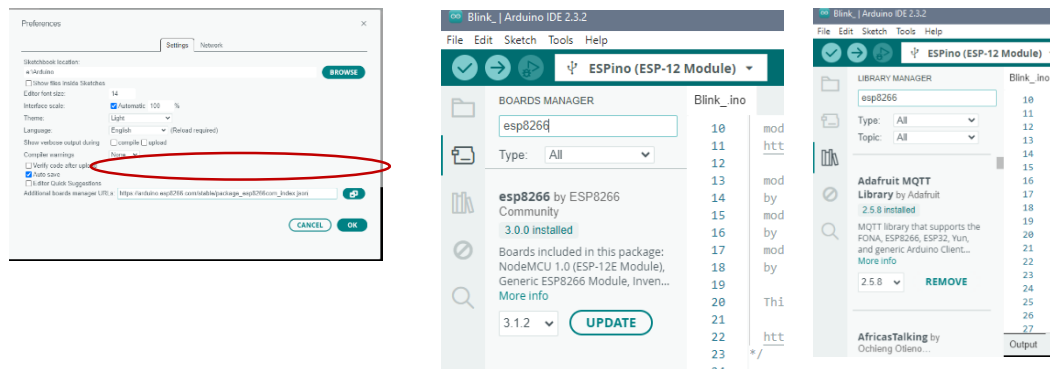 Preferences
Settings Network
Sketchbook location:
e:\Arduino
BROWSE
Show files inside Sketches
Editor font size: 14
Interface scale: Automatic 100 %
Theme: Light
Language: English (Reload required)
Show verbose output during compile upload
Compiler warnings None
Verify code after upload
Auto save
Editor Quick Suggestions
Additional boards manager URLs: https://arduino.esp8266.com/stable/package_esp8266com_index.json
CANCEL OK
Blink_ | Arduino IDE 2.3.2
File Edit Sketch Tools Help
ESPino (ESP-12 Module)
BOARDS MANAGER
esp8266
Type: All
esp8266 by ESP8266
Community
3.0.0 installed
Boards included in this package:
NodeMCU 1.0 (ESP-12E Module),
Generic ESP8266 Module, Inven...
More info
3.1.2 UPDATE
Blink_.ino
10 mod
11 htt
12
13 mod
14 by
15 mod
16 by
17 mod
18 by
19
20 Thi
21
22 htt
23 */
Blink_ | Arduino IDE 2.3.2
File Edit Sketch Tools Help
ESPino (ESP-12 Module)
LIBRARY MANAGER
esp8266
Type: All
Topic: All
Adafruit MQTT
Library by Adafruit
2.5.8 installed
MQTT library that supports the
FONA, ESP8266, ESP32, Yun,
and generic Arduino Client...
More info
2.5.8 REMOVE
AfricasTalking by
Ochieng Otieno...
Blink_.ino
10
11
12
13
14
15
16
17
18
19
20
21
22
23
24
25
26
27
Output